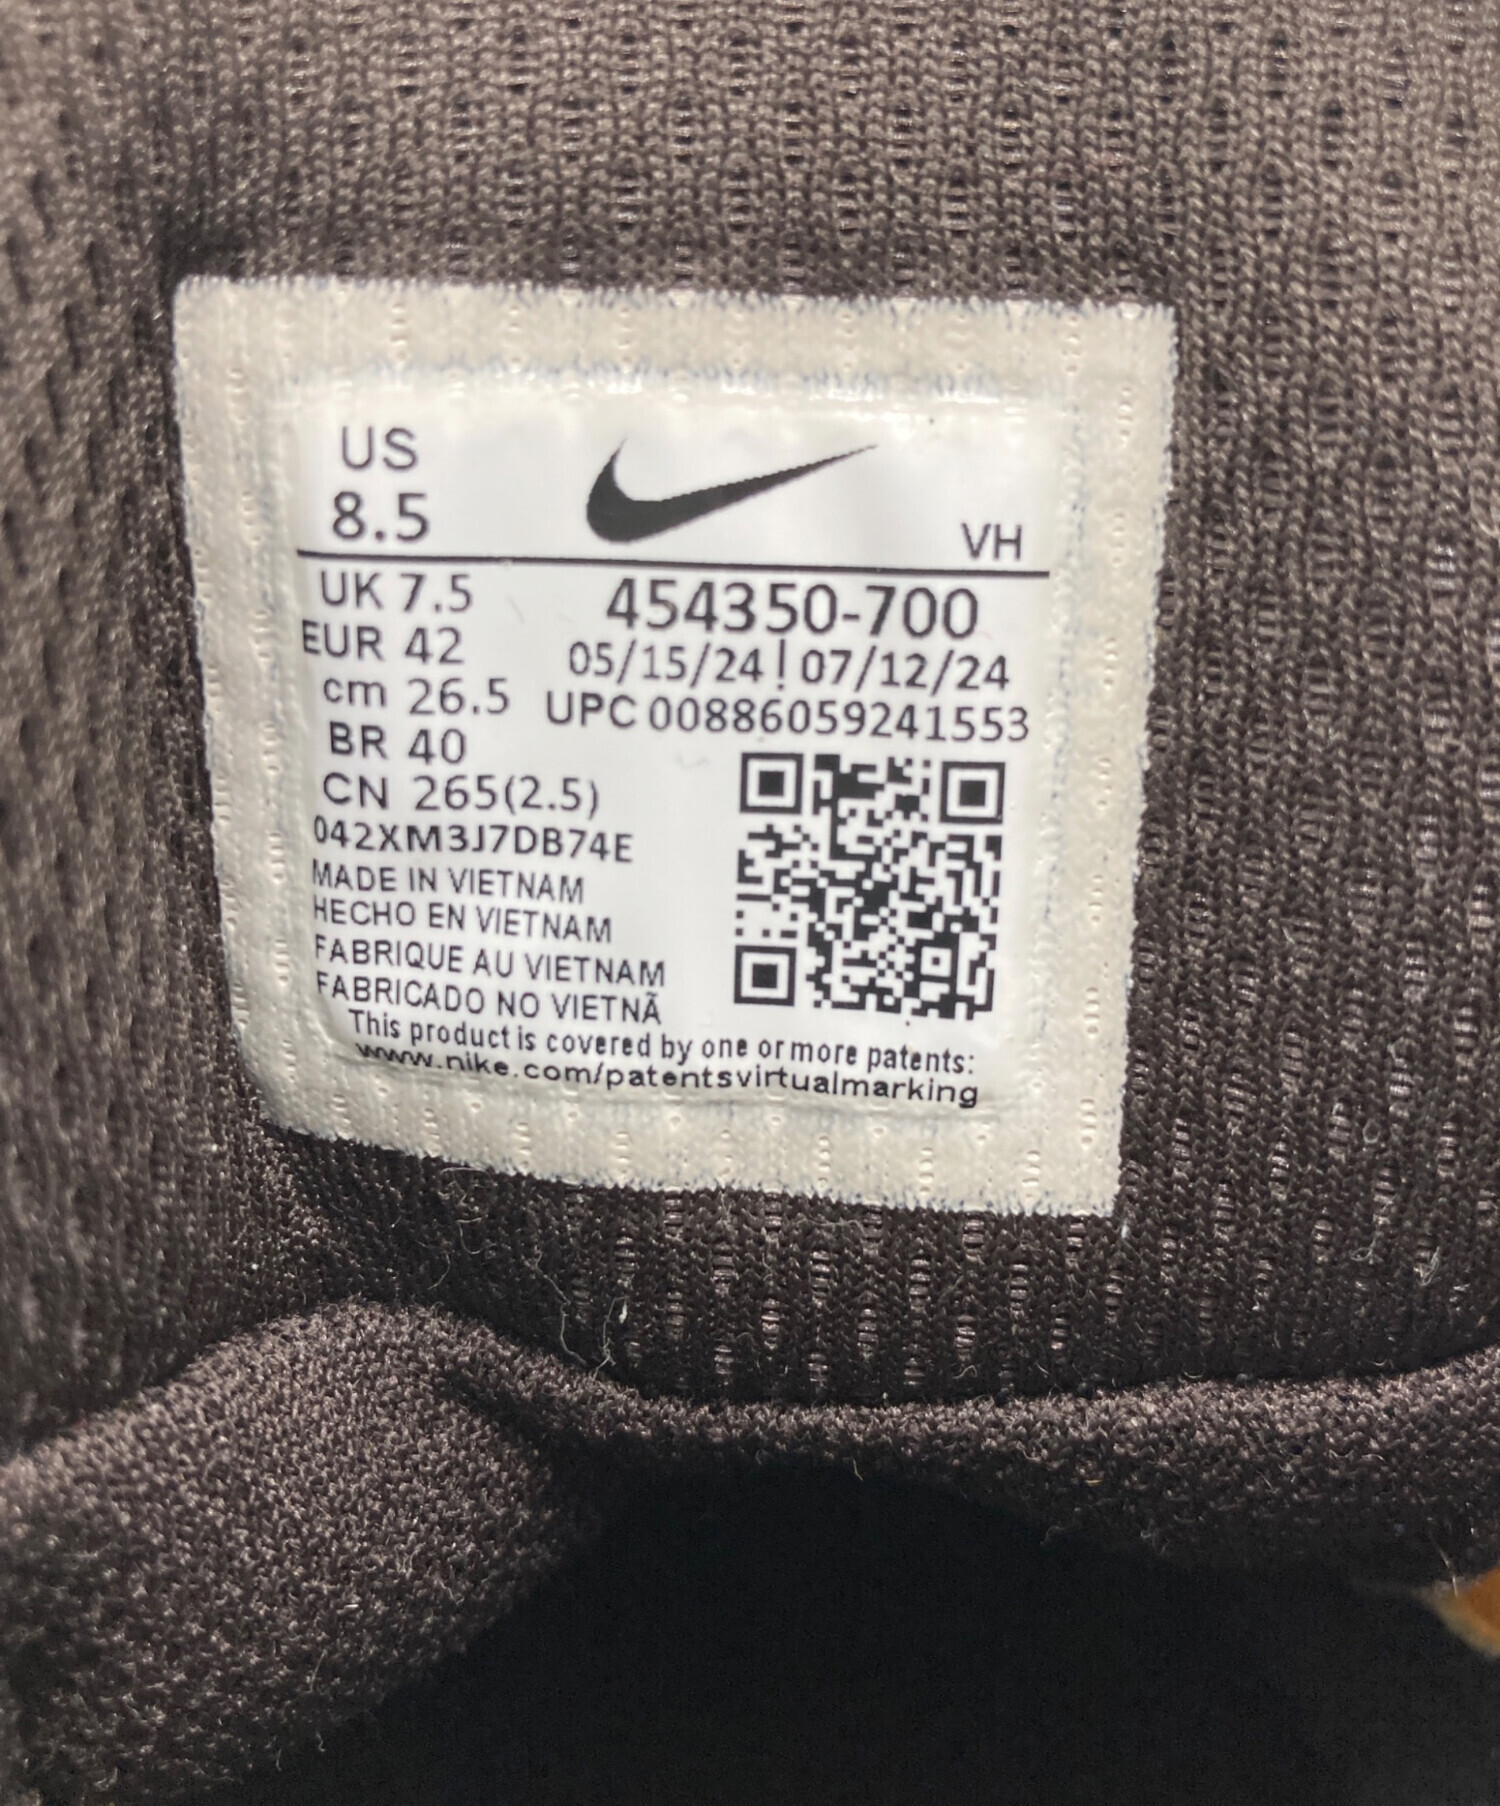 US
8.5
VH
UK 7.5
454350-700
EUR 42
05/15/24 | 07/12/24
cm 26.5
UPC 00886059241553
BR 40
CN 265(2.5)
042XM3J7DB74E
MADE IN VIETNAM
HECHO EN VIETNAM
FABRIQUE AU VIETNAM
FABRICADO NO VIETNÃ
This product is covered by one or more patents:
www.nike.com/patentsvirtualmarking